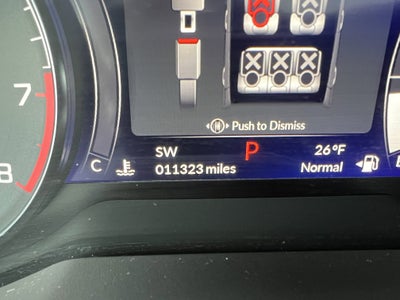 Push to Dismiss
7
8
C
SW P 26°F
011323 miles Normal